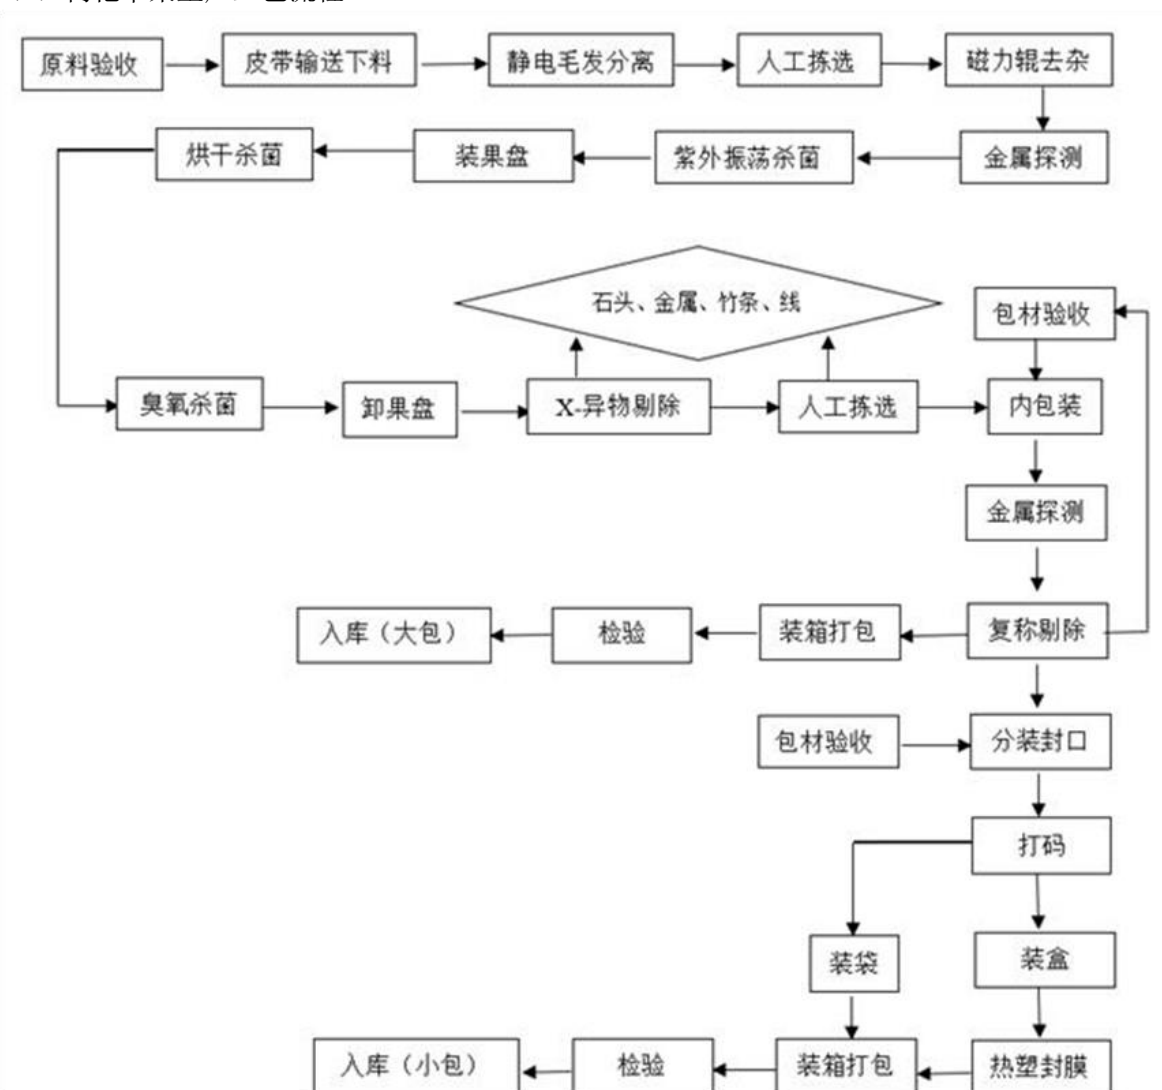 原料验收
皮带输送下料
静电毛发分离
人工拣选
磁力辊去杂
烘干杀菌
装果盘
紫外振荡杀菌
金属探测
石头、金属、竹条、线
包材验收
臭氧杀菌
卸果盘
X-异物剔除
人工拣选
内包装
金属探测
入库（大包）
检验
装箱打包
复称剔除
包材验收
分装封口
打码
装袋
装盒
入库（小包）
检验
装箱打包
热塑封膜